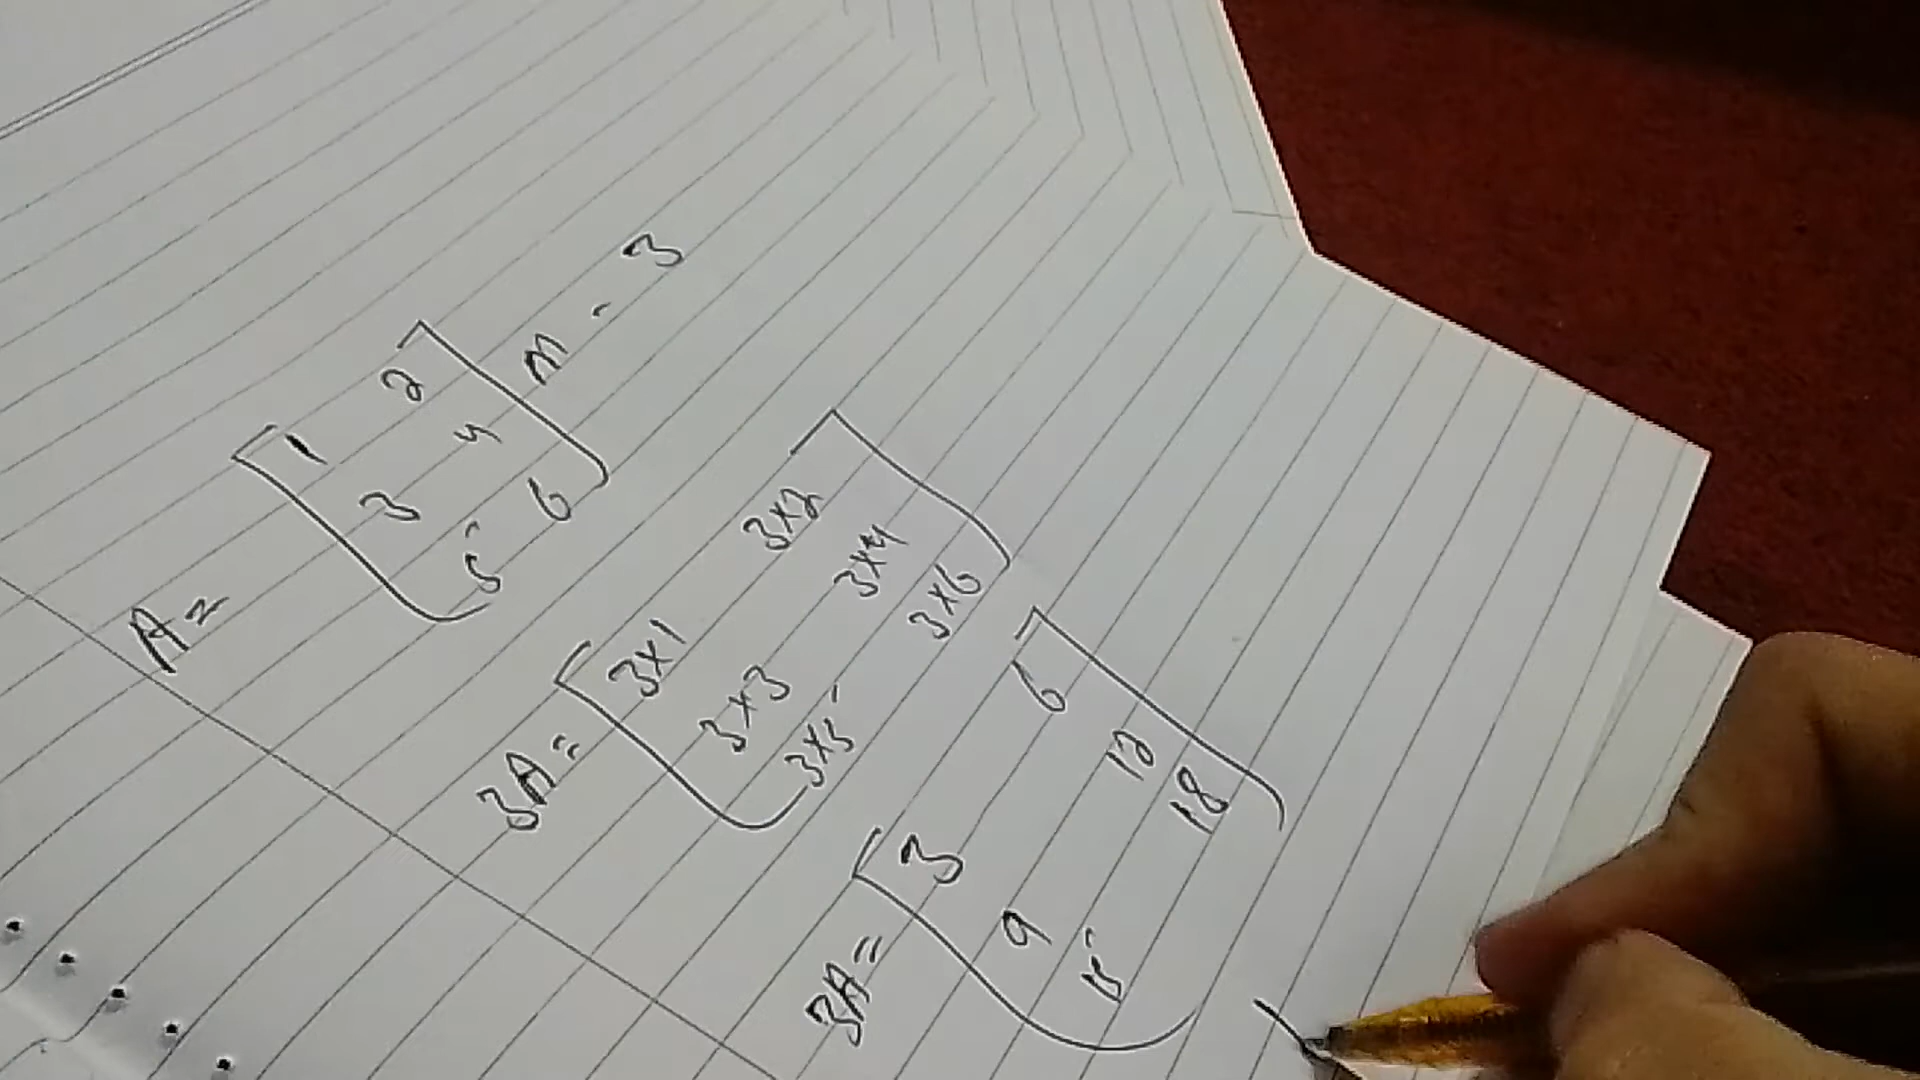 A = [ 1 2 m - 3
3 4
5 6 ]
3A = [ 3×1 3×2
3×3 3×4
3×5 3×6 ]
3A = [ 3 6
9 12
15 18 ]